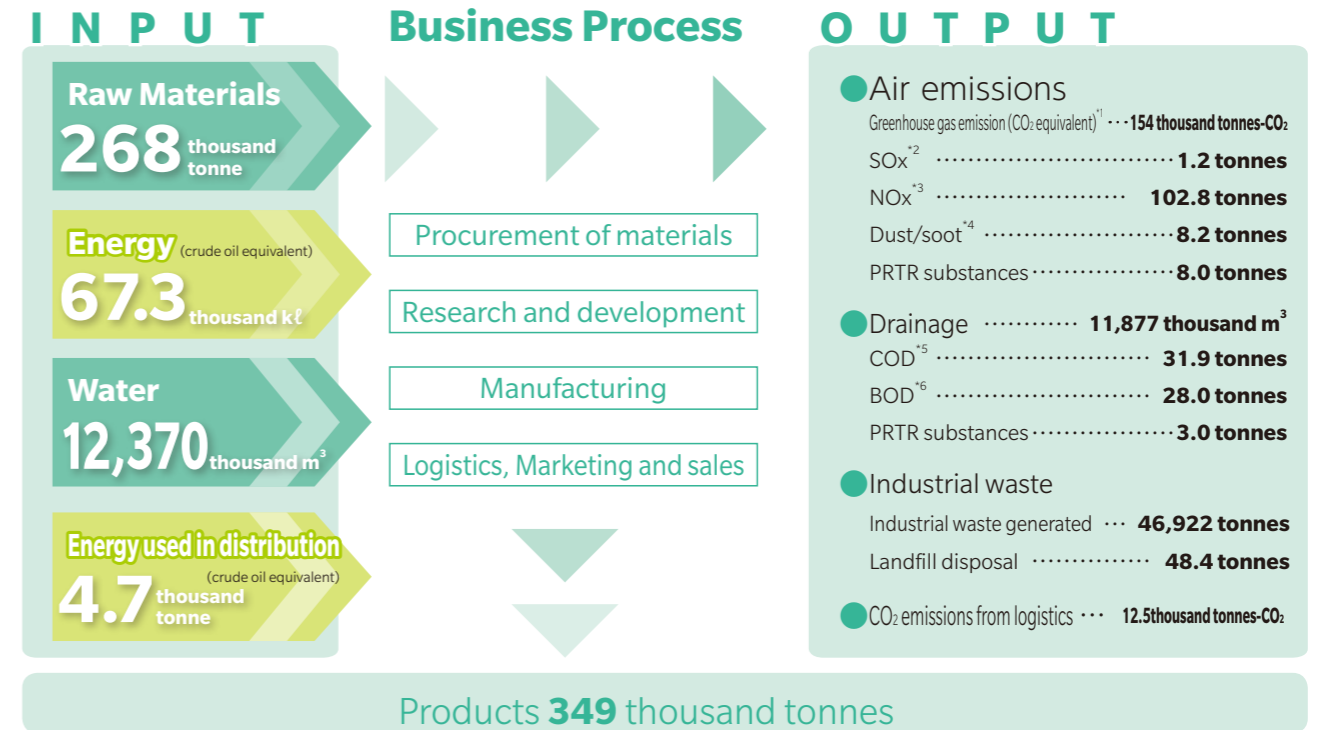 INPUT
Raw Materials
268 thousand
tonne
Energy (crude oil equivalent)
67.3 thousand kℓ
Water
12,370 thousand m³
Energy used in distribution
(crude oil equivalent)
4.7 thousand
tonne
Business Process
Procurement of materials
Research and development
Manufacturing
Logistics, Marketing and sales
OUTPUT
●Air emissions
Greenhouse gas emission (CO₂ equivalent)*1 ···154 thousand tonnes-CO₂
SOx*2 ······························ 1.2 tonnes
NOx*3 ························ 102.8 tonnes
Dust/soot*4 ························ 8.2 tonnes
PRTR substances ·················· 8.0 tonnes
●Drainage ············ 11,877 thousand m³
COD*5 ··························· 31.9 tonnes
BOD*6 ··························· 28.0 tonnes
PRTR substances ·················· 3.0 tonnes
●Industrial waste
Industrial waste generated ··· 46,922 tonnes
Landfill disposal ··············· 48.4 tonnes
●CO₂ emissions from logistics ··· 12.5thousand tonnes-CO₂
Products 349 thousand tonnes